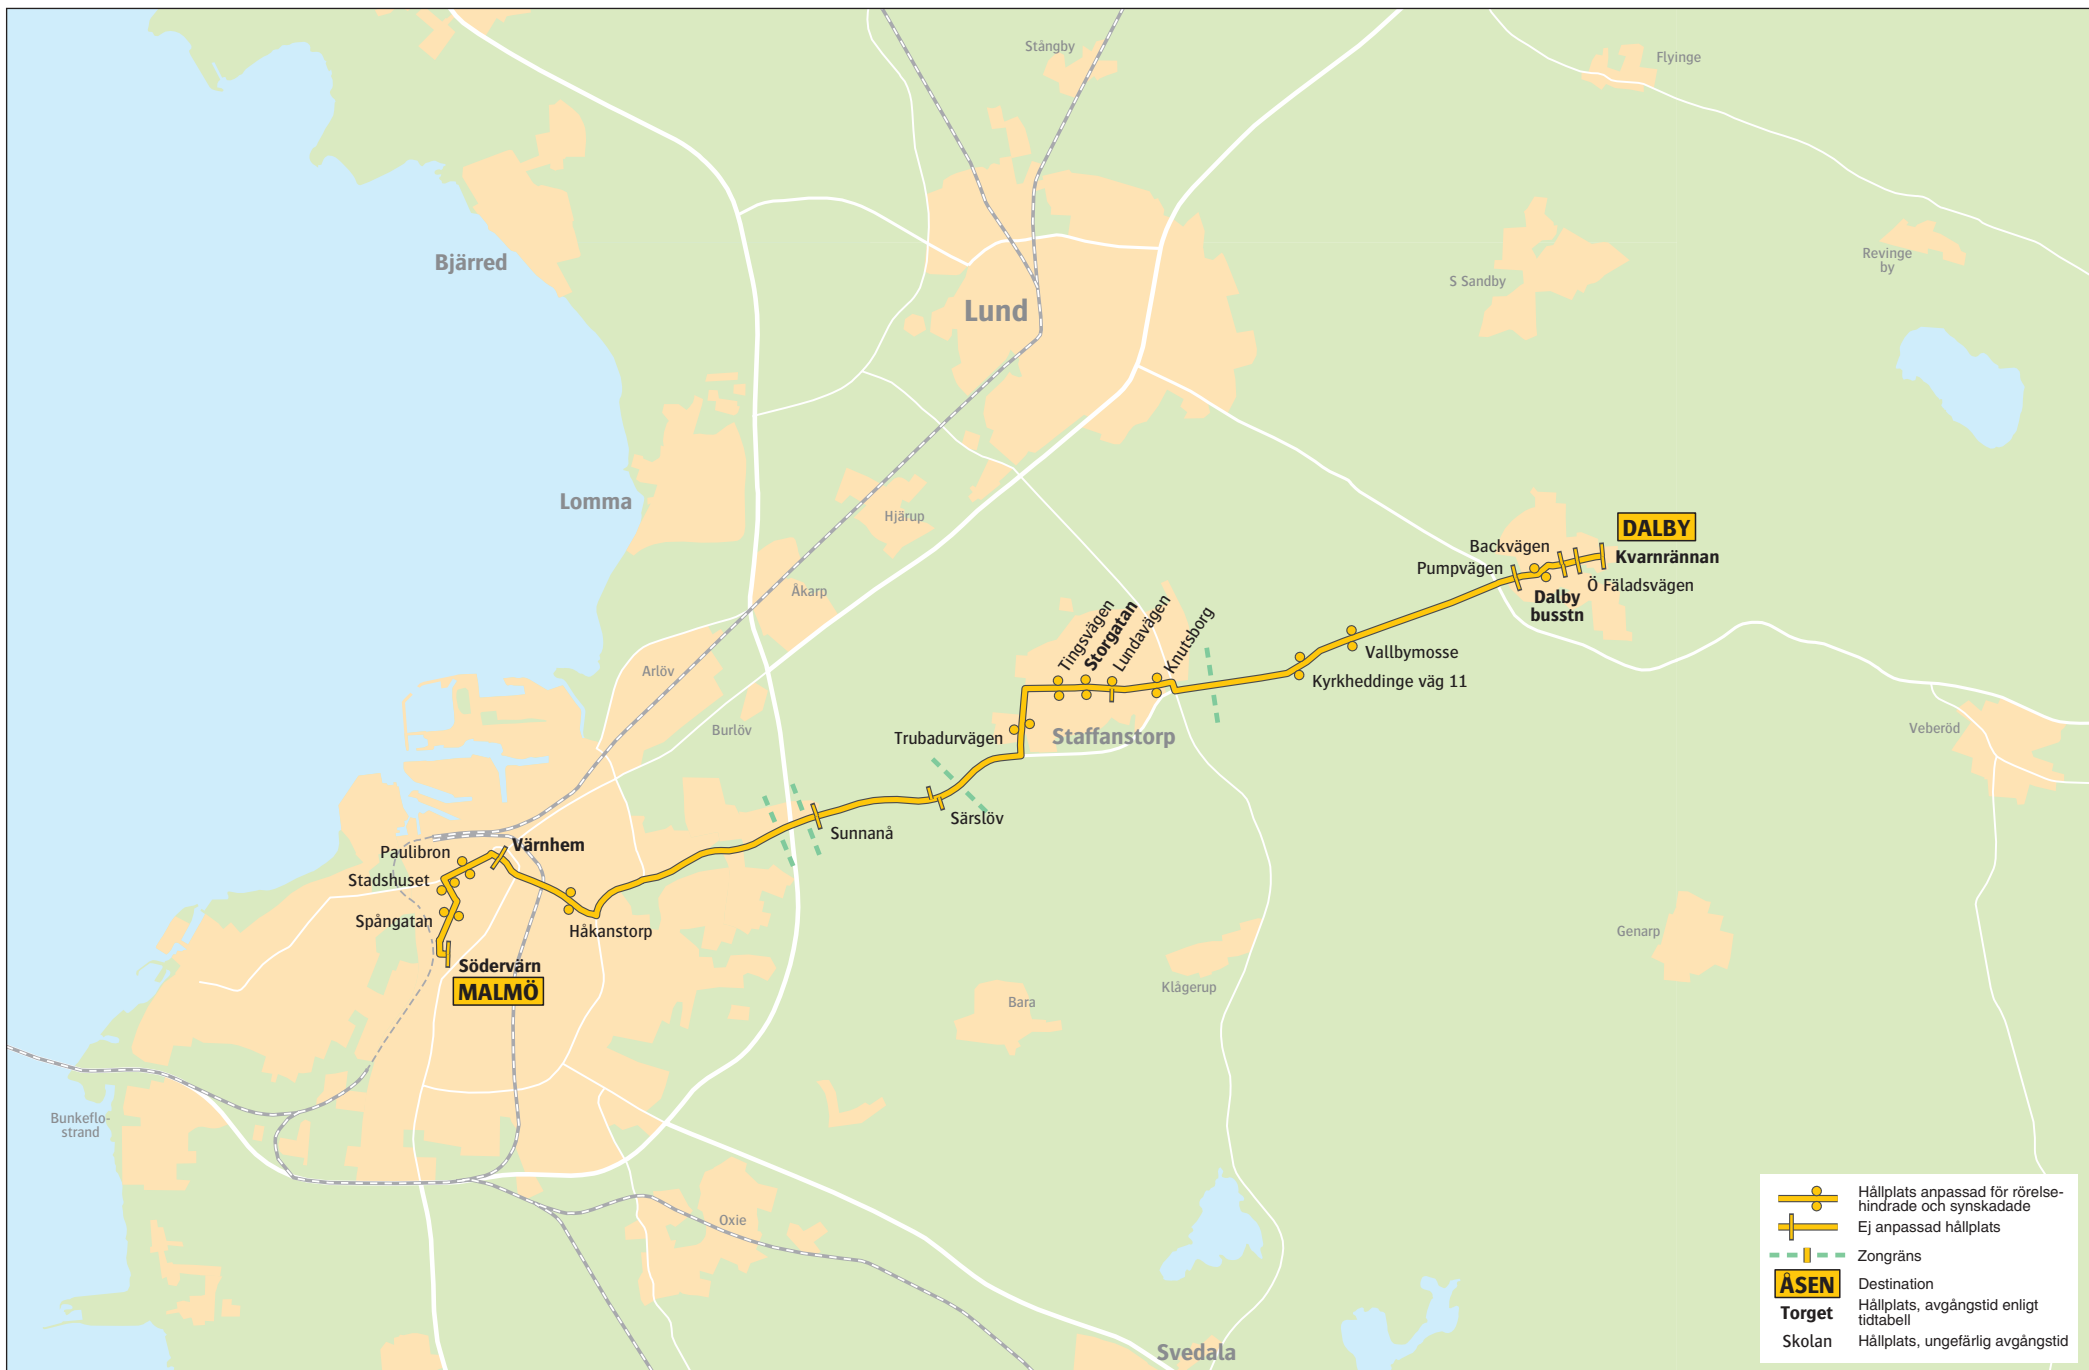 Stångby
Flyinge
Bjärred
Lund
S Sandby
Revinge
by
Lomma
Hjärup
DALBY
Backvägen
Kvarnrännan
Pumpvägen
Ö Fäladsvägen
Dalby
busstn
Åkarp
Tingsvägen
Storgatan
Lundavägen
Knutsborg
Vallbymosse
Kyrkheddinge väg 11
Arlöv
Burlöv
Trubadurvägen
Staffanstorp
Veberöd
Särslöv
Sunnanå
Värnhem
Paulibron
Stadshuset
Spångatan
Håkanstorp
Södervärn
MALMÖ
Genarp
Klågerup
Bara
Bunkeflo-
strand
Oxie
Svedala
Hållplats anpassad för rörelse-
hindrade och synskadade
Ej anpassad hållplats
Zongräns
ÅSEN Destination
Torget Hållplats, avgångstid enligt
tidtabell
Skolan Hållplats, ungefärlig avgångstid